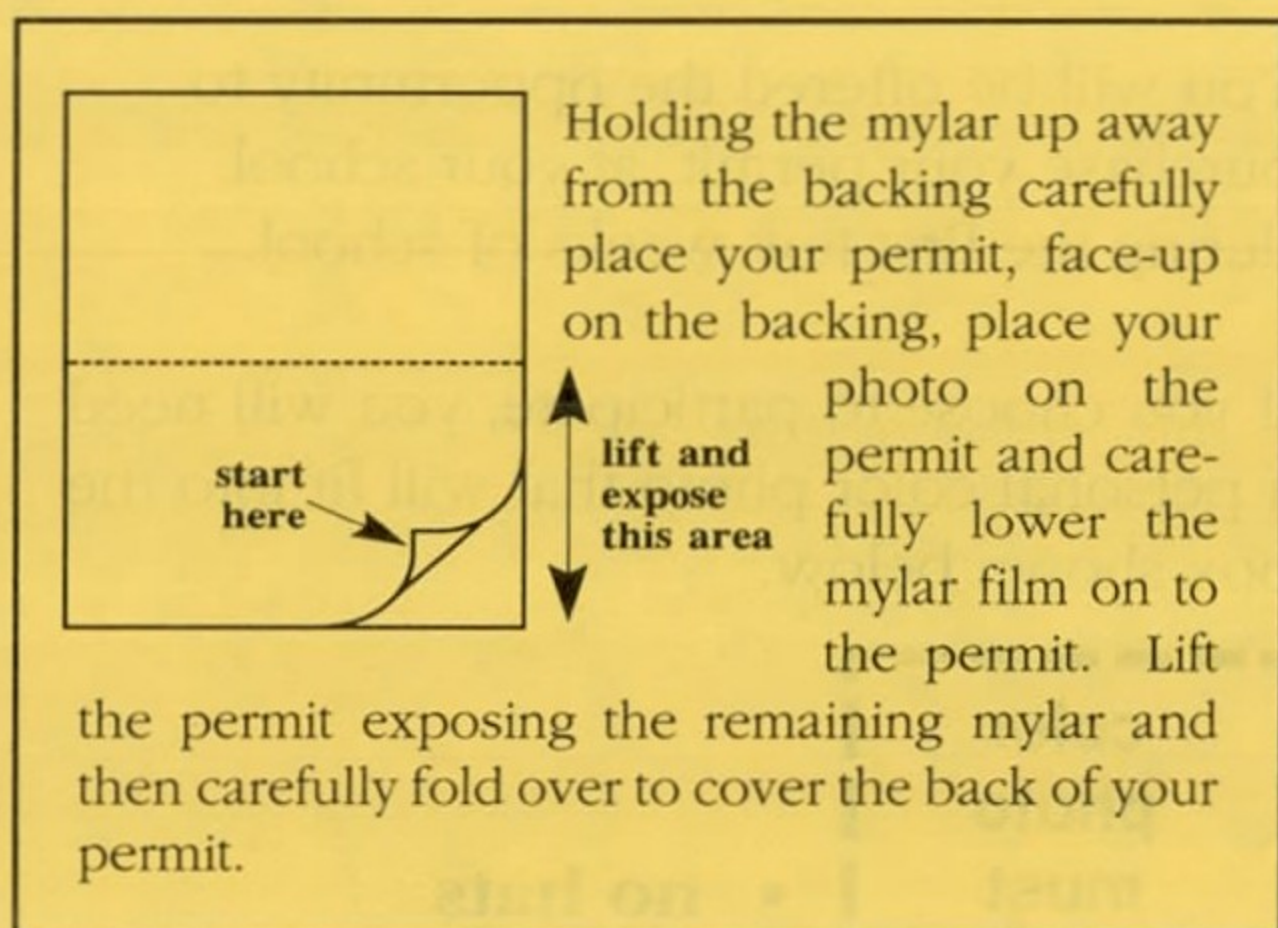 Holding the mylar up away
from the backing carefully
place your permit, face-up
on the backing, place your
photo on the
permit and care-
fully lower the
mylar film on to
the permit. Lift
the permit exposing the remaining mylar and
then carefully fold over to cover the back of your
permit.
start
here
lift and
expose
this area